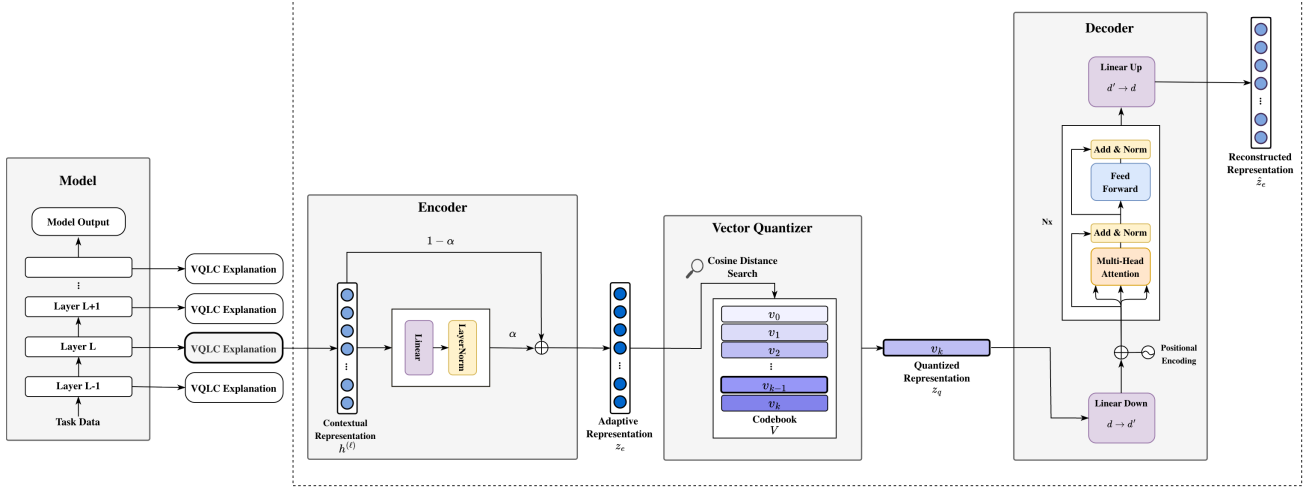 Model
Model Output
Layer L+1
Layer L
Layer L-1
Task Data
VQLC Explanation
VQLC Explanation
VQLC Explanation
VQLC Explanation
Encoder
1 − α
Linear
LayerNorm
α
Contextual
Representation
h^{(ℓ)}
Adaptive
Representation
z_e
Vector Quantizer
Cosine Distance
Search
v_0
v_1
v_2
v_{k−1}
v_k
Codebook
V
v_k
Quantized
Representation
z_q
Decoder
Linear Up
d′ → d
Add & Norm
Feed
Forward
Nx
Add & Norm
Multi-Head
Attention
Positional
Encoding
Linear Down
d → d′
Reconstructed
Representation
ẑ_e